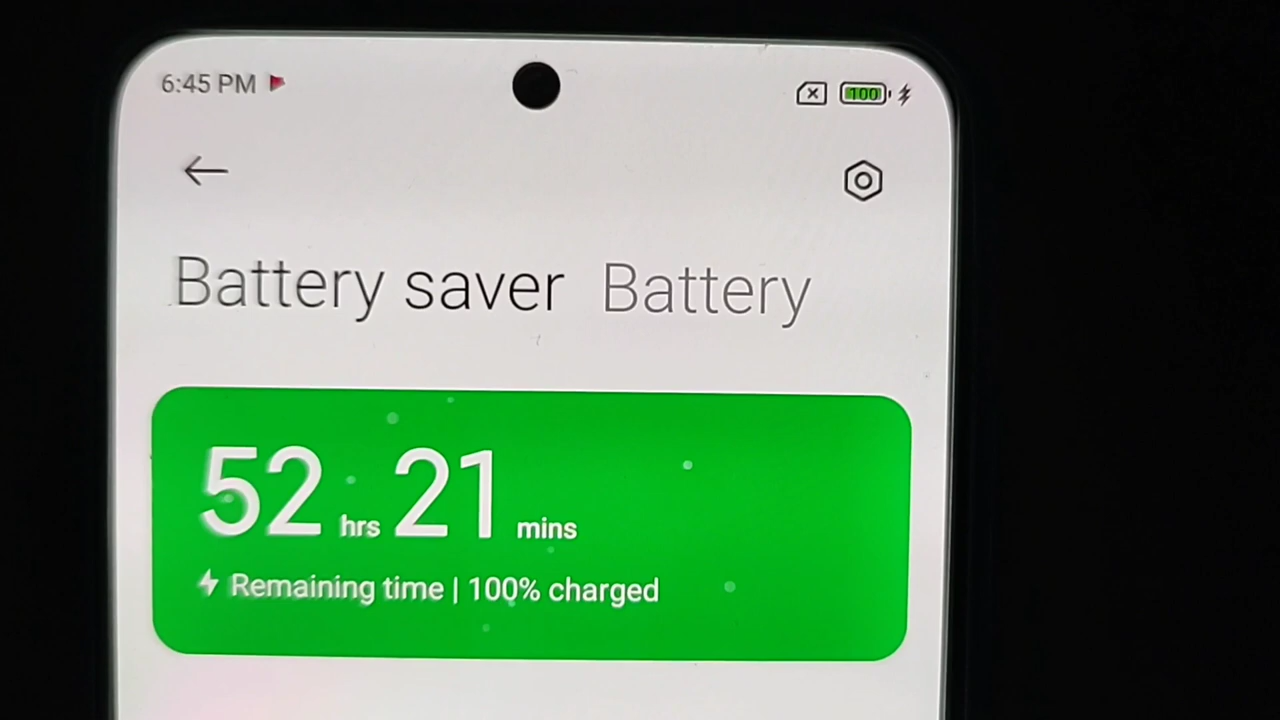 6:45 PM 100
Battery saver Battery
52 hrs 21 mins
Remaining time | 100% charged